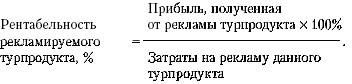 Рентабельность
рекламируемого
турпродукта, %
=
Прибыль, полученная
от рекламы турпродукта × 100%
Затраты на рекламу данного
турпродукта
.